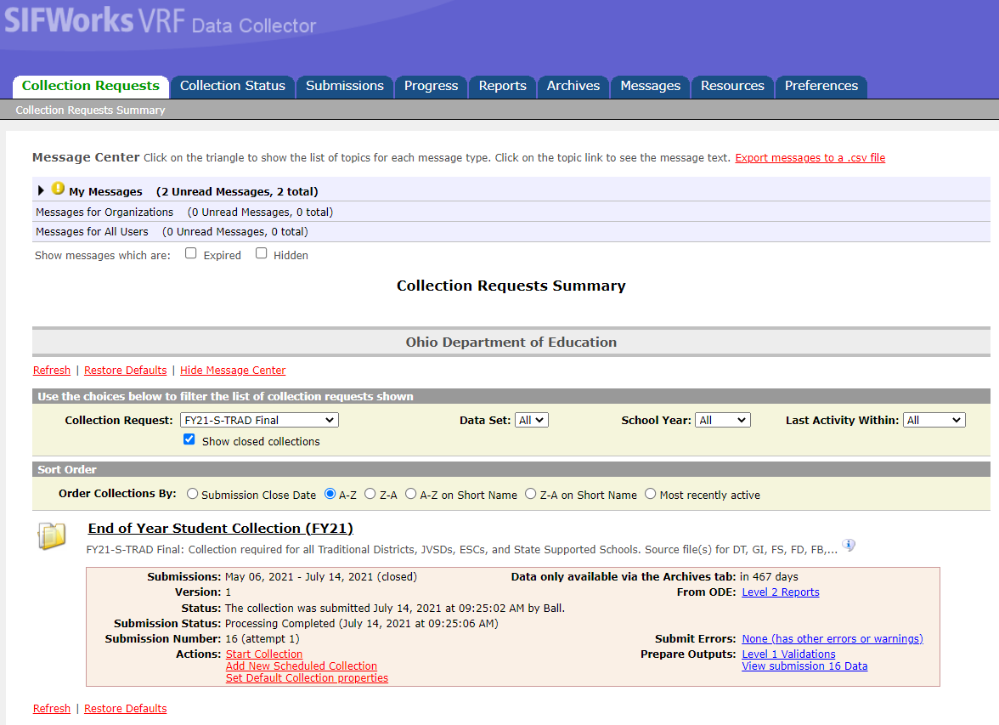 SIFWorks VRF Data Collector
Collection Requests Collection Status Submissions Progress Reports Archives Messages Resources Preferences
Collection Requests Summary
Message Center Click on the triangle to show the list of topics for each message type. Click on the topic link to see the message text. Export messages to a .csv file
My Messages (2 Unread Messages, 2 total)
Messages for Organizations (0 Unread Messages, 0 total)
Messages for All Users (0 Unread Messages, 0 total)
Show messages which are: Expired Hidden
Collection Requests Summary
Ohio Department of Education
Refresh | Restore Defaults | Hide Message Center
Use the choices below to filter the list of collection requests shown
Collection Request: FY21-S-TRAD Final Data Set: All School Year: All Last Activity Within: All
Show closed collections
Sort Order
Order Collections By: Submission Close Date A-Z Z-A A-Z on Short Name Z-A on Short Name Most recently active
End of Year Student Collection (FY21)
FY21-S-TRAD Final: Collection required for all Traditional Districts, JVSDs, ESCs, and State Supported Schools. Source file(s) for DT, GI, FS, FD, FB,...
Submissions: May 06, 2021 - July 14, 2021 (closed) Data only available via the Archives tab: in 467 days
Version: 1 From ODE: Level 2 Reports
Status: The collection was submitted July 14, 2021 at 09:25:02 AM by Ball.
Submission Status: Processing Completed (July 14, 2021 at 09:25:06 AM)
Submission Number: 16 (attempt 1) Submit Errors: None (has other errors or warnings)
Actions: Start Collection Prepare Outputs: Level 1 Validations
Add New Scheduled Collection View submission 16 Data
Set Default Collection properties
Refresh | Restore Defaults